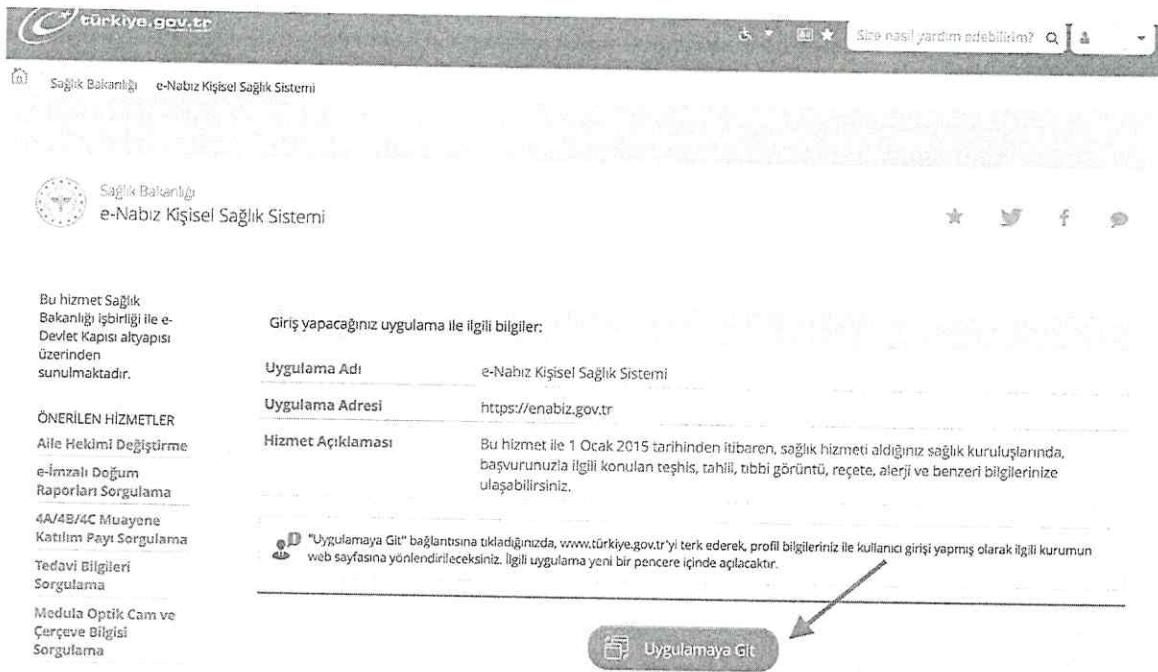 türkiye.gov.tr
Size nasıl yardım edebilirim?
Sağlık Bakanlığı e-Nabız Kişisel Sağlık Sistemi
Sağlık Bakanlığı
e-Nabız Kişisel Sağlık Sistemi
Bu hizmet Sağlık
Bakanlığı işbirliği ile e-
Devlet Kapısı altyapısı
üzerinden
sunulmaktadır.
ÖNERİLEN HİZMETLER
Aile Hekimi Değiştirme
e-İmzalı Doğum
Raporları Sorgulama
4A/4B/4C Muayene
Katılım Payı Sorgulama
Tedavi Bilgileri
Sorgulama
Medula Optik Cam ve
Çerçeve Bilgisi
Sorgulama
Giriş yapacağınız uygulama ile ilgili bilgiler:
Uygulama Adı e-Nabız Kişisel Sağlık Sistemi
Uygulama Adresi https://enabiz.gov.tr
Hizmet Açıklaması Bu hizmet ile 1 Ocak 2015 tarihinden itibaren, sağlık hizmeti aldığınız sağlık kuruluşlarında,
başvurunuzla ilgili konulan teşhis, tahlil, tıbbi görüntü, reçete, alerji ve benzeri bilgilerinize
ulaşabilirsiniz.
"Uygulamaya Git" bağlantısına tıkladığınızda, www.türkiye.gov.tr'yi terk ederek, profil bilgileriniz ile kullanıcı girişi yapmış olarak ilgili kurumun
web sayfasına yönlendirileceksiniz. İlgili uygulama yeni bir pencere içinde açılacaktır.
Uygulamaya Git